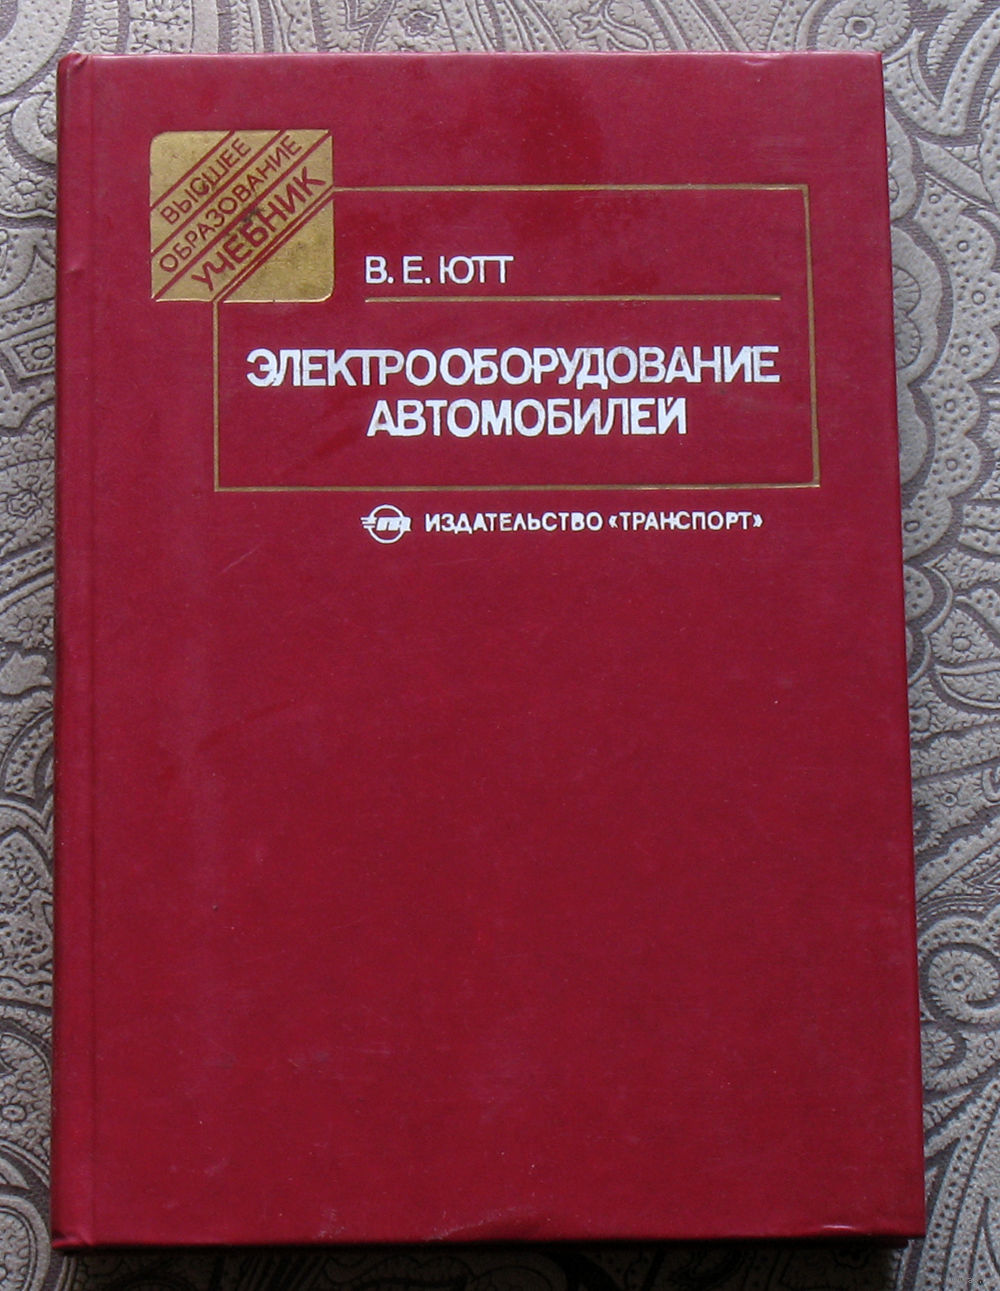 ВЫСШЕЕ
ОБРАЗОВАНИЕ
УЧЕБНИК
В. Е. ЮТТ
ЭЛЕКТРООБОРУДОВАНИЕ
АВТОМОБИЛЕЙ
ИЗДАТЕЛЬСТВО «ТРАНСПОРТ»